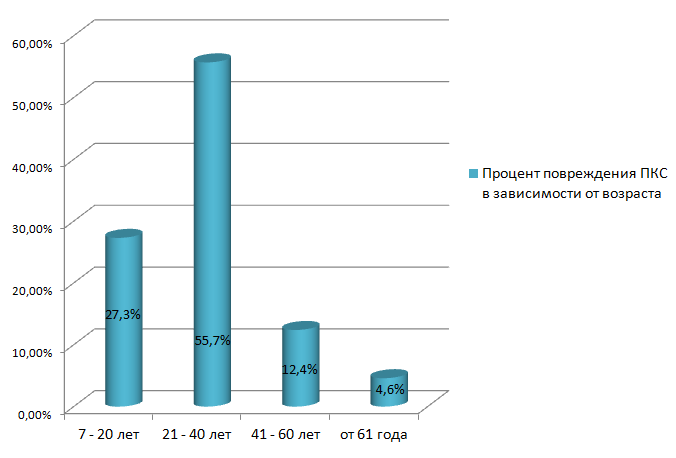 60,00%
50,00%
40,00%
30,00%
20,00%
10,00%
0,00%
27,3%
55,7%
12,4%
4,6%
7 - 20 лет
21 - 40 лет
41 - 60 лет
от 61 года
Процент повреждения ПКС
в зависимости от возраста